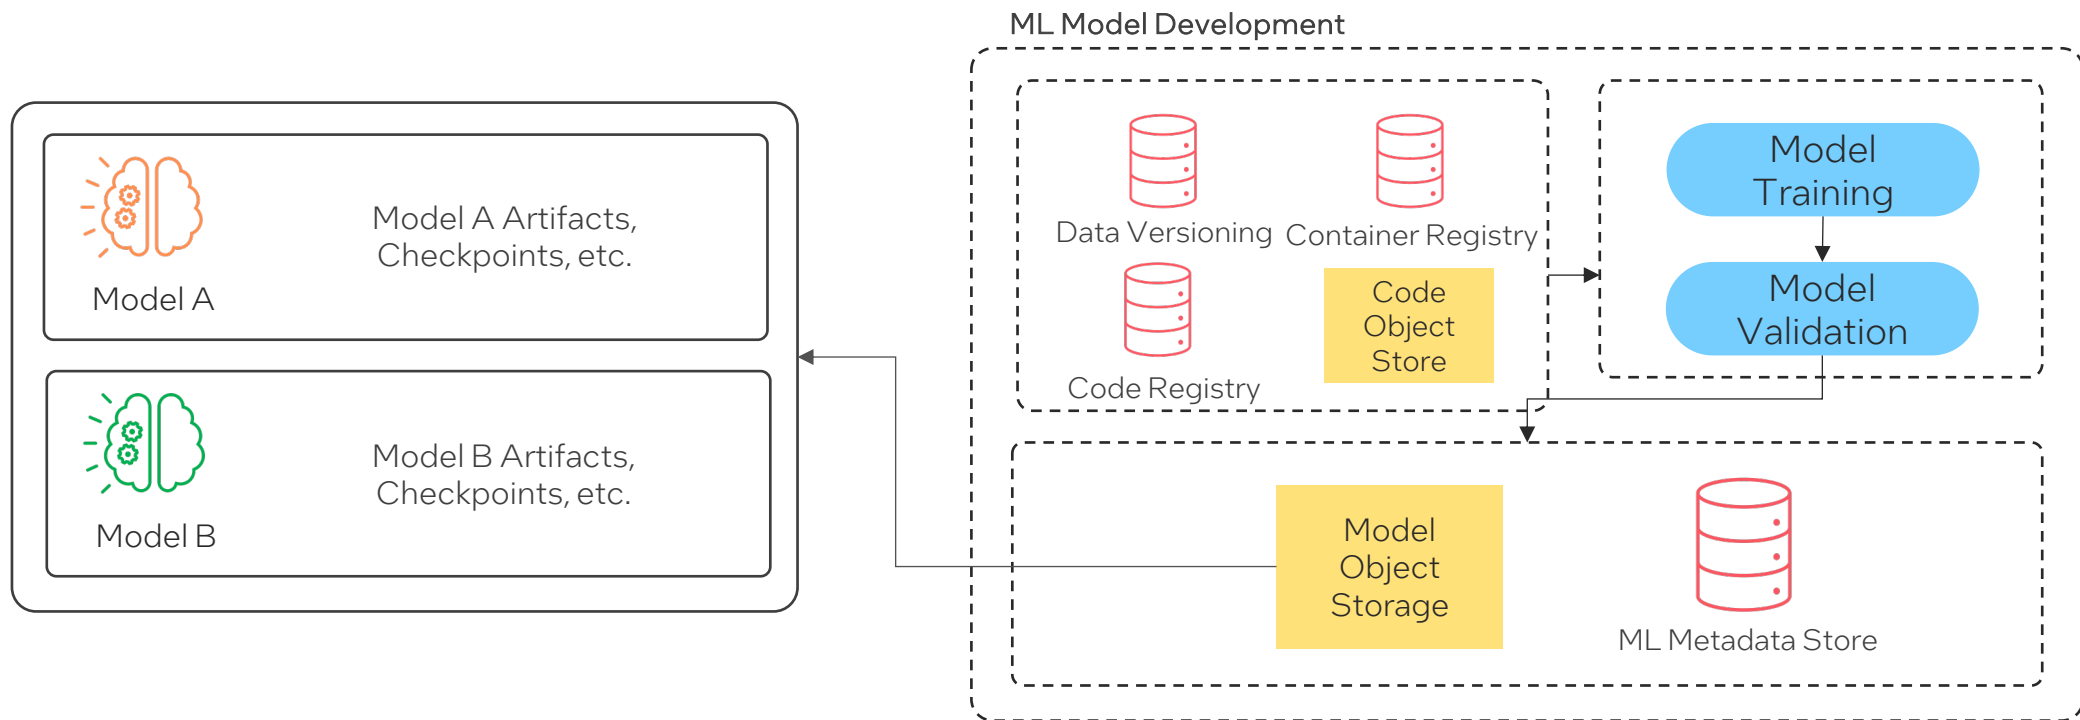 ML Model Development
Model A Artifacts,
Checkpoints, etc.
Model A
Model B Artifacts,
Checkpoints, etc.
Model B
Data Versioning
Container Registry
Code Registry
Code
Object
Store
Model
Training
Model
Validation
Model
Object
Storage
ML Metadata Store